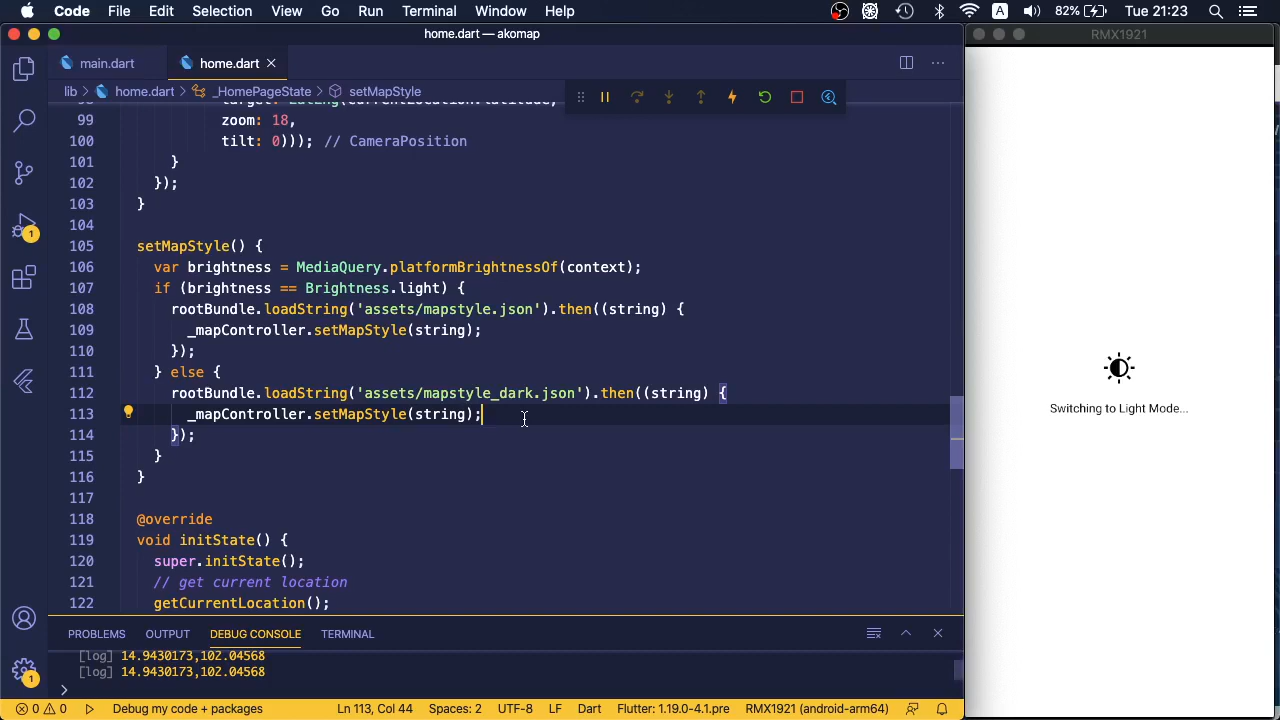 Code File Edit Selection View Go Run Terminal Window Help A 82% Tue 21:23
home.dart — akomap
RMX1921
main.dart home.dart
lib home.dart _HomePageState setMapStyle
99 zoom: 18,
100 tilt: 0))); // CameraPosition
101 }
102 });
103 }
104
105 setMapStyle() {
106 var brightness = MediaQuery.platformBrightnessOf(context);
107 if (brightness == Brightness.light) {
108 rootBundle.loadString('assets/mapstyle.json').then((string) {
109 _mapController.setMapStyle(string);
110 });
111 } else {
112 rootBundle.loadString('assets/mapstyle_dark.json').then((string) {
113 _mapController.setMapStyle(string);
114 });
115 }
116 }
117
118 @override
119 void initState() {
120 super.initState();
121 // get current location
122 getCurrentLocation();
Switching to Light Mode...
1
1
PROBLEMS OUTPUT DEBUG CONSOLE TERMINAL
[log] 14.9430173,102.04568
[log] 14.9430173,102.04568
0 0 Debug my code + packages Ln 113, Col 44 Spaces: 2 UTF-8 LF Dart Flutter: 1.19.0-4.1.pre RMX1921 (android-arm64)